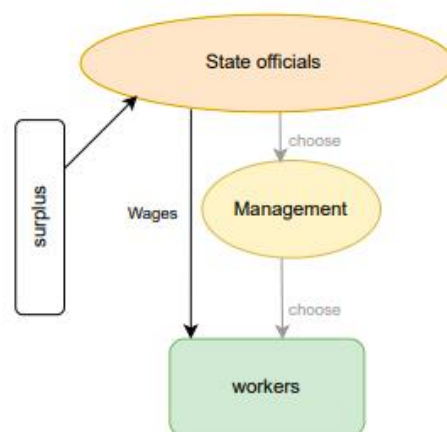 State officials
choose
surplus
Wages
Management
choose
workers